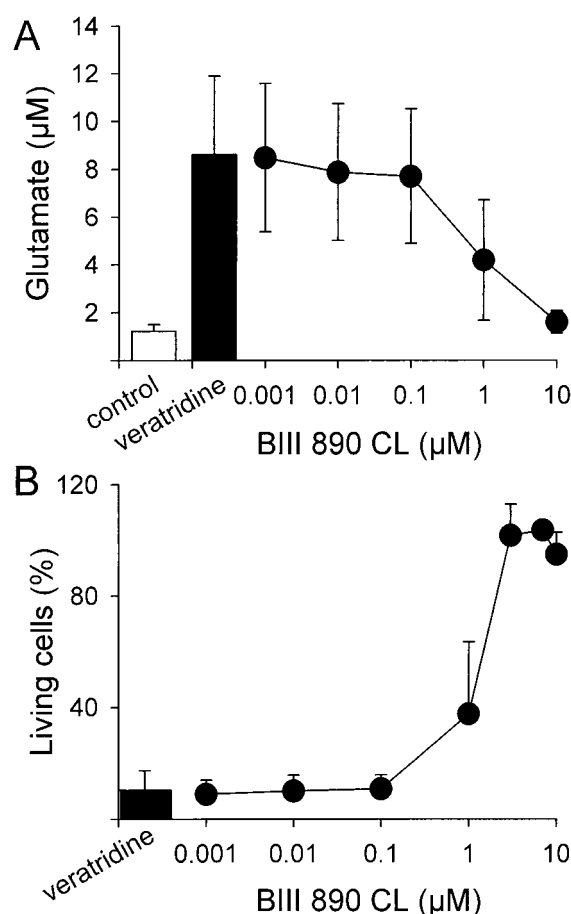 A
14
12
10
8
6
4
2
Glutamate (µM)
control
veratridine
0.001 0.01 0.1 1 10
BIII 890 CL (µM)
B
120
80
40
Living cells (%)
veratridine
0.001 0.01 0.1 1 10
BIII 890 CL (µM)